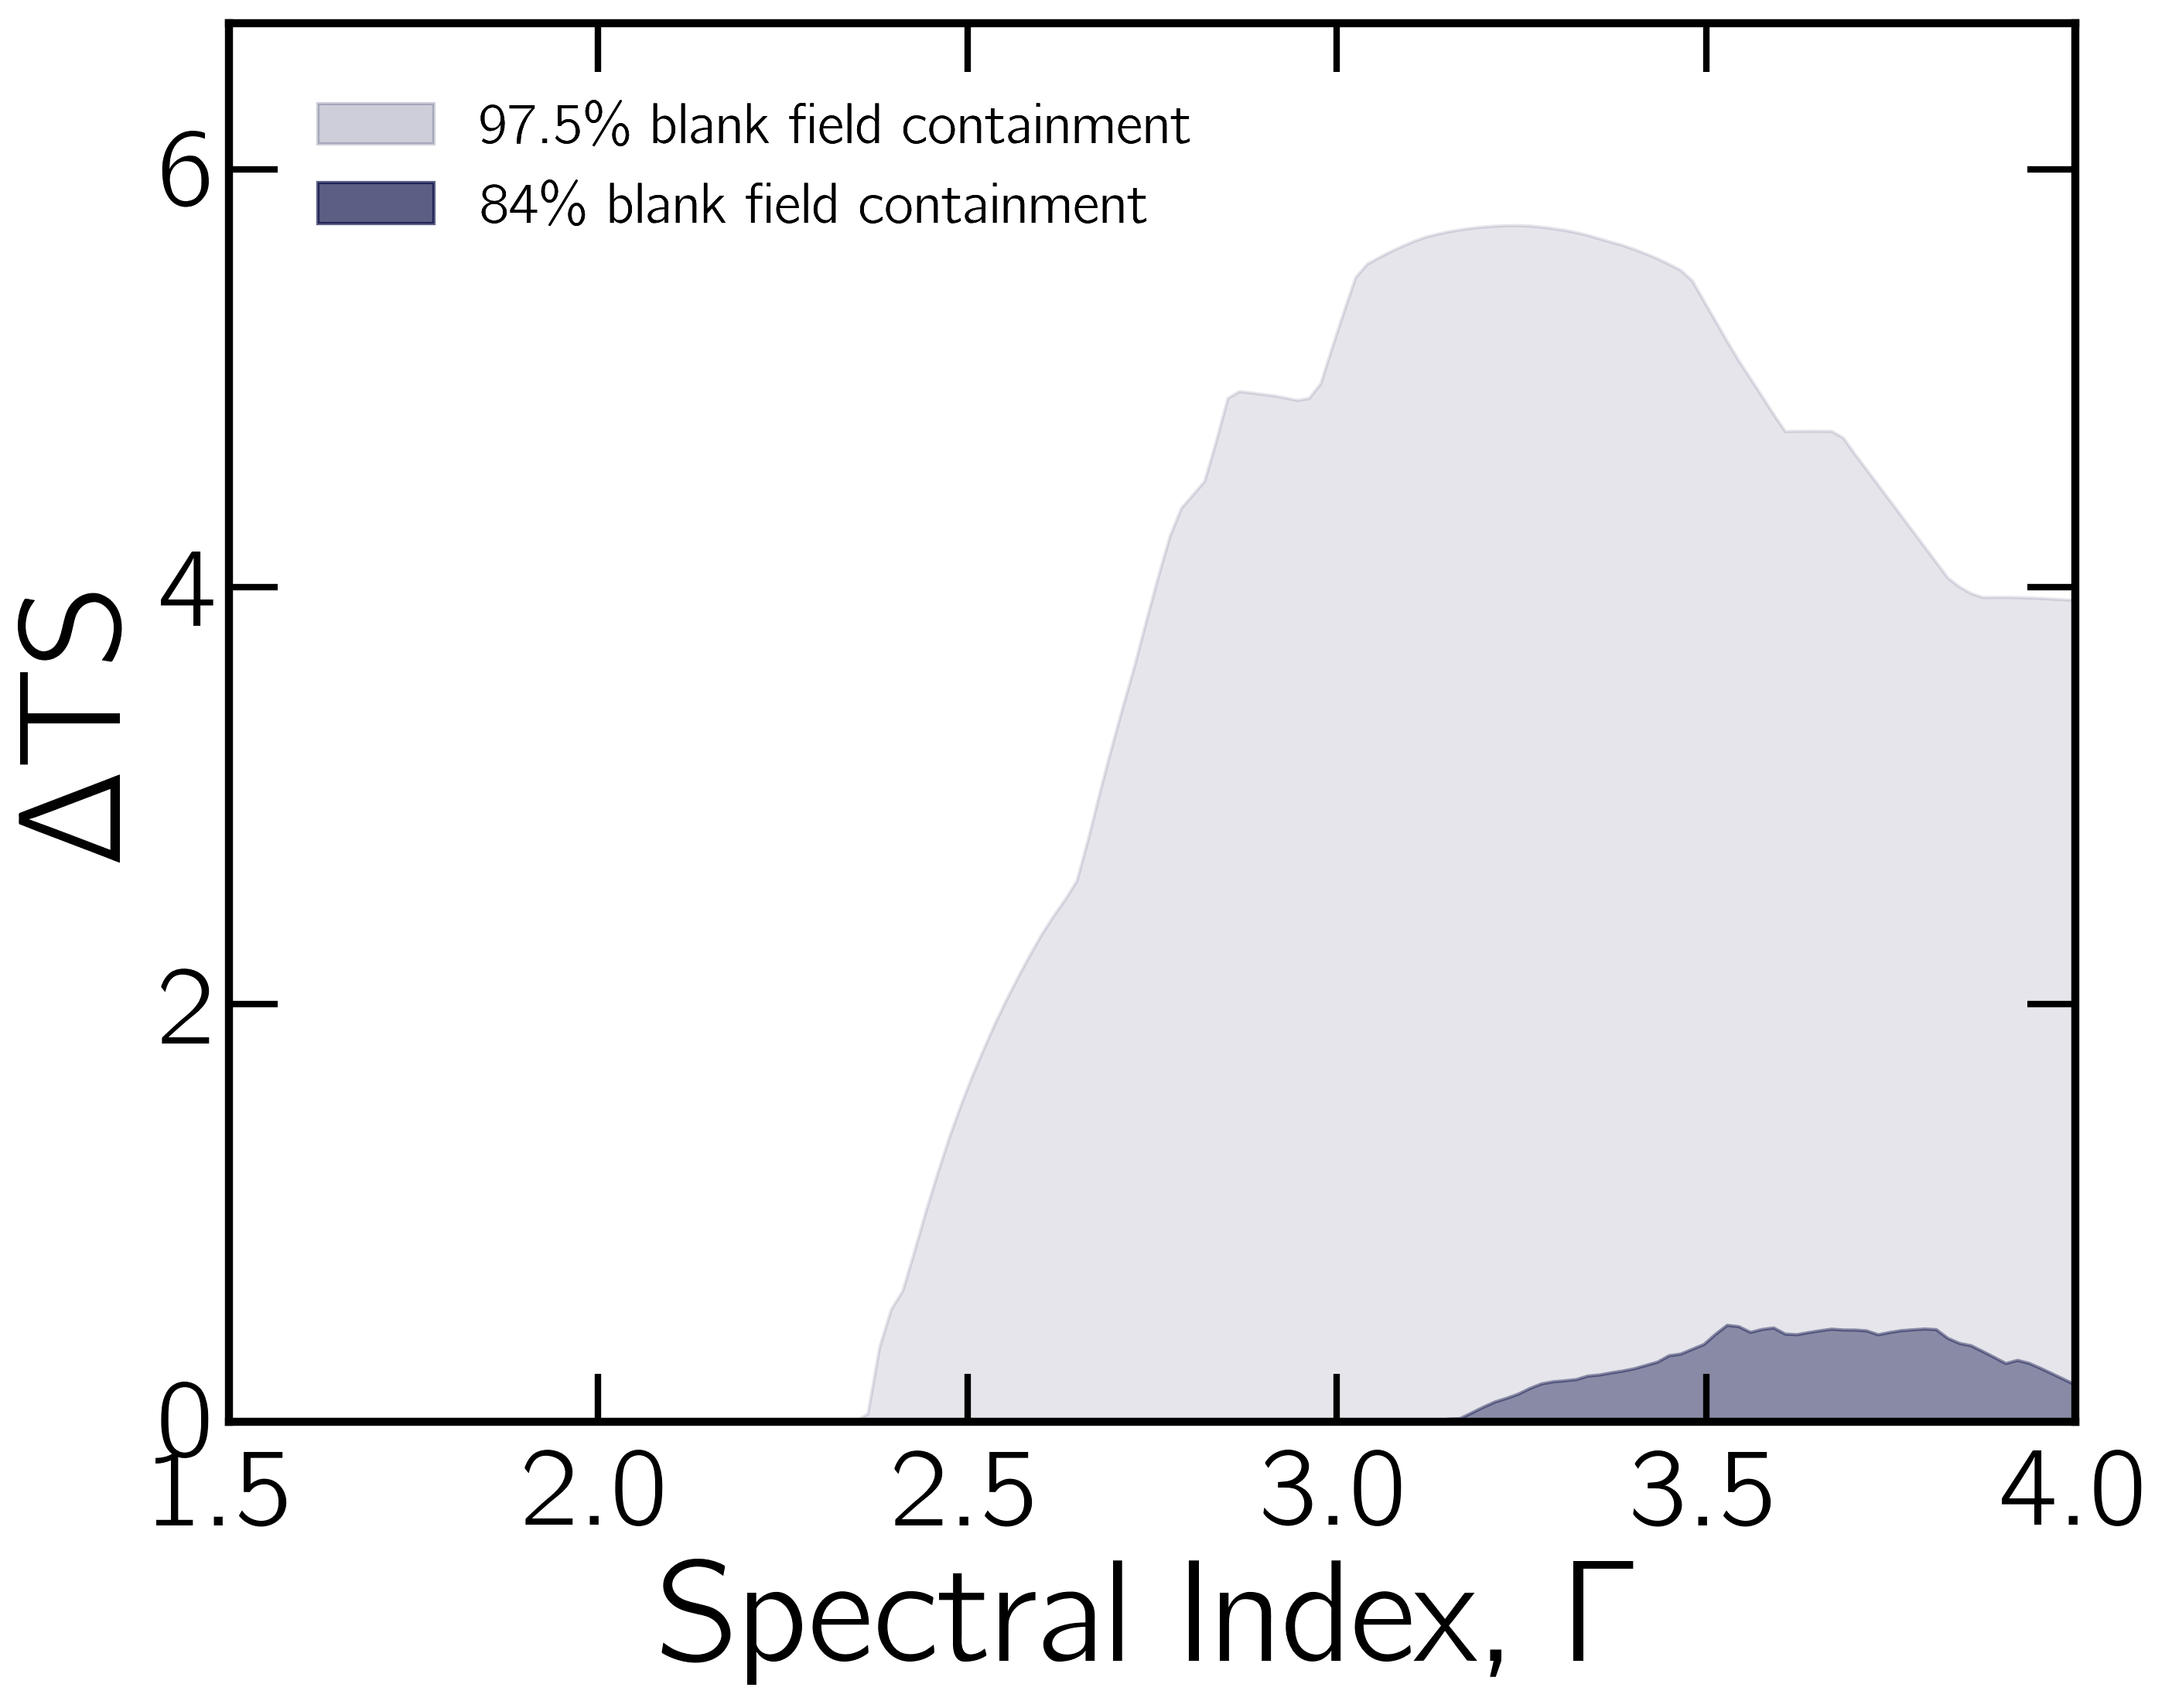 97.5% blank field containment
84% blank field containment
6
4
2
0
ΔTS
1.5 2.0 2.5 3.0 3.5 4.0
Spectral Index, Γ